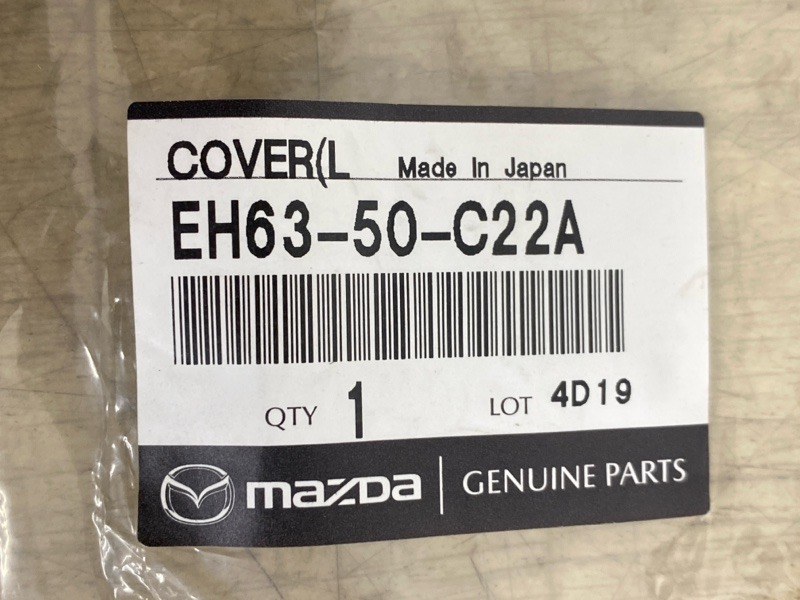 COVER(L Made In Japan
EH63-50-C22A
QTY 1 LOT 4D19
mazda GENUINE PARTS